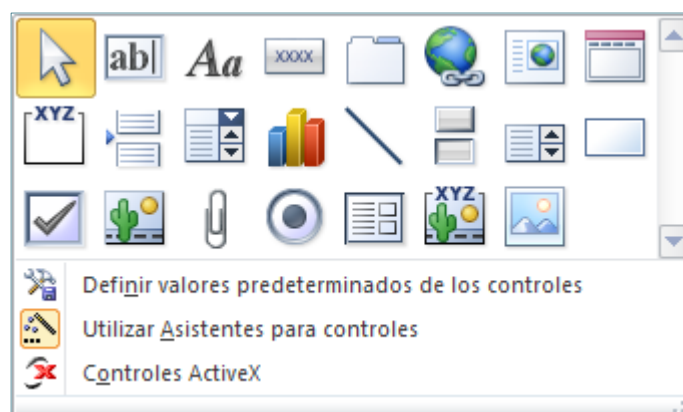 ab
Aa
XXXX
XYZ
XYZ
Definir valores predeterminados de los controles
Utilizar Asistentes para controles
Controles ActiveX